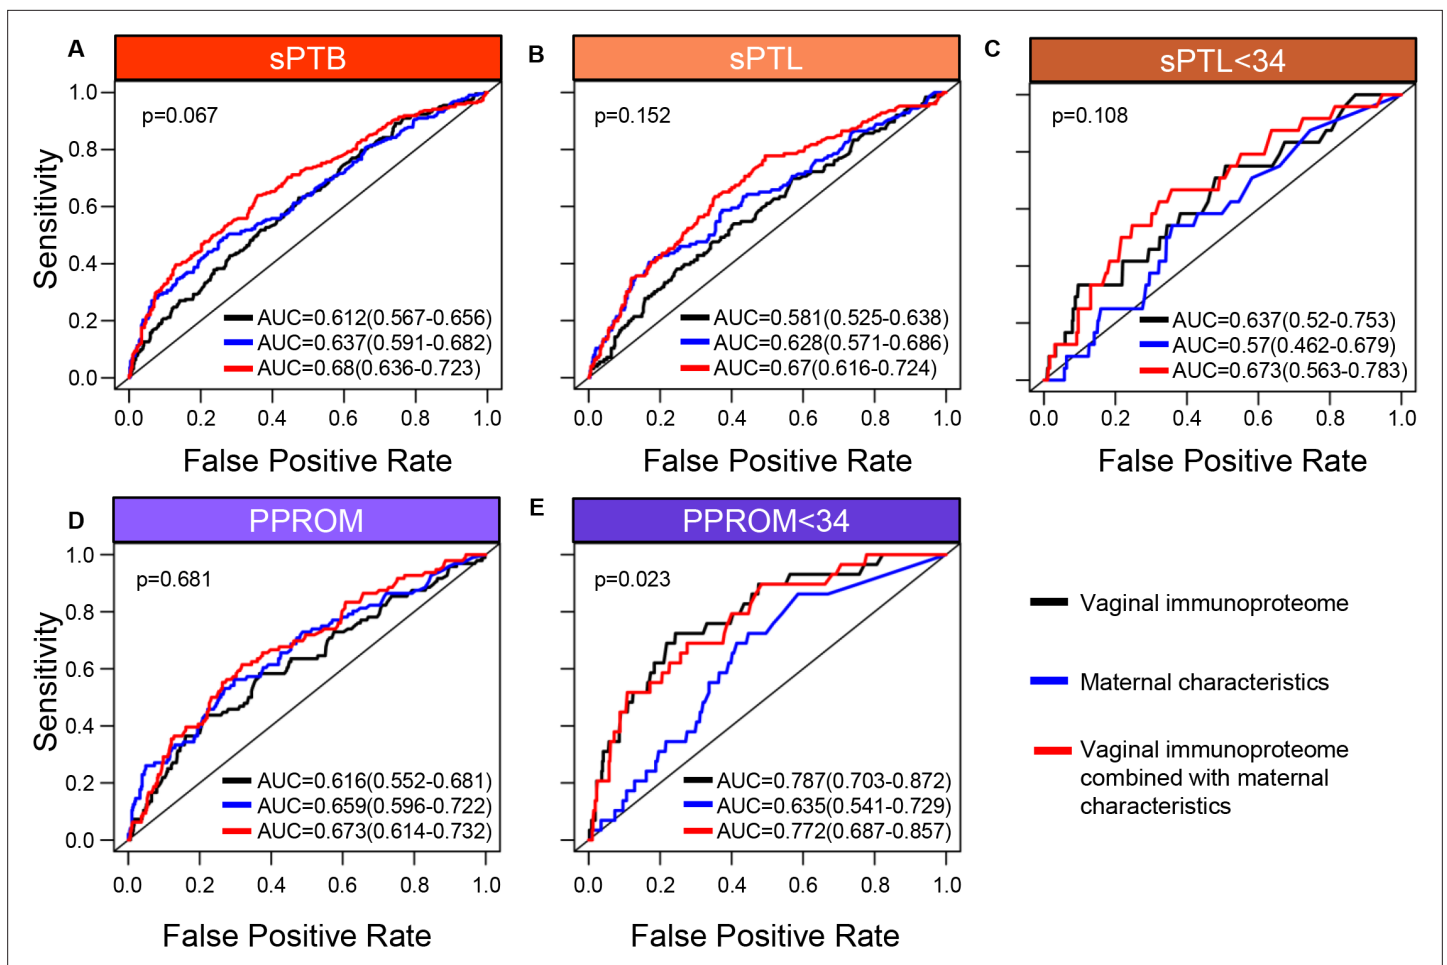 A
sPTB
p=0.067
Sensitivity
1.0
0.8
0.6
0.4
0.2
0.0
AUC=0.612(0.567-0.656)
AUC=0.637(0.591-0.682)
AUC=0.68(0.636-0.723)
0.0 0.2 0.4 0.6 0.8 1.0
False Positive Rate
B
sPTL
p=0.152
AUC=0.581(0.525-0.638)
AUC=0.628(0.571-0.686)
AUC=0.67(0.616-0.724)
0.0 0.2 0.4 0.6 0.8 1.0
False Positive Rate
C
sPTL<34
p=0.108
AUC=0.637(0.52-0.753)
AUC=0.57(0.462-0.679)
AUC=0.673(0.563-0.783)
0.0 0.2 0.4 0.6 0.8 1.0
False Positive Rate
D
PPROM
p=0.681
Sensitivity
1.0
0.8
0.6
0.4
0.2
0.0
AUC=0.616(0.552-0.681)
AUC=0.659(0.596-0.722)
AUC=0.673(0.614-0.732)
0.0 0.2 0.4 0.6 0.8 1.0
False Positive Rate
E
PPROM<34
p=0.023
AUC=0.787(0.703-0.872)
AUC=0.635(0.541-0.729)
AUC=0.772(0.687-0.857)
0.0 0.2 0.4 0.6 0.8 1.0
False Positive Rate
Vaginal immunoproteome
Maternal characteristics
Vaginal immunoproteome
combined with maternal
characteristics